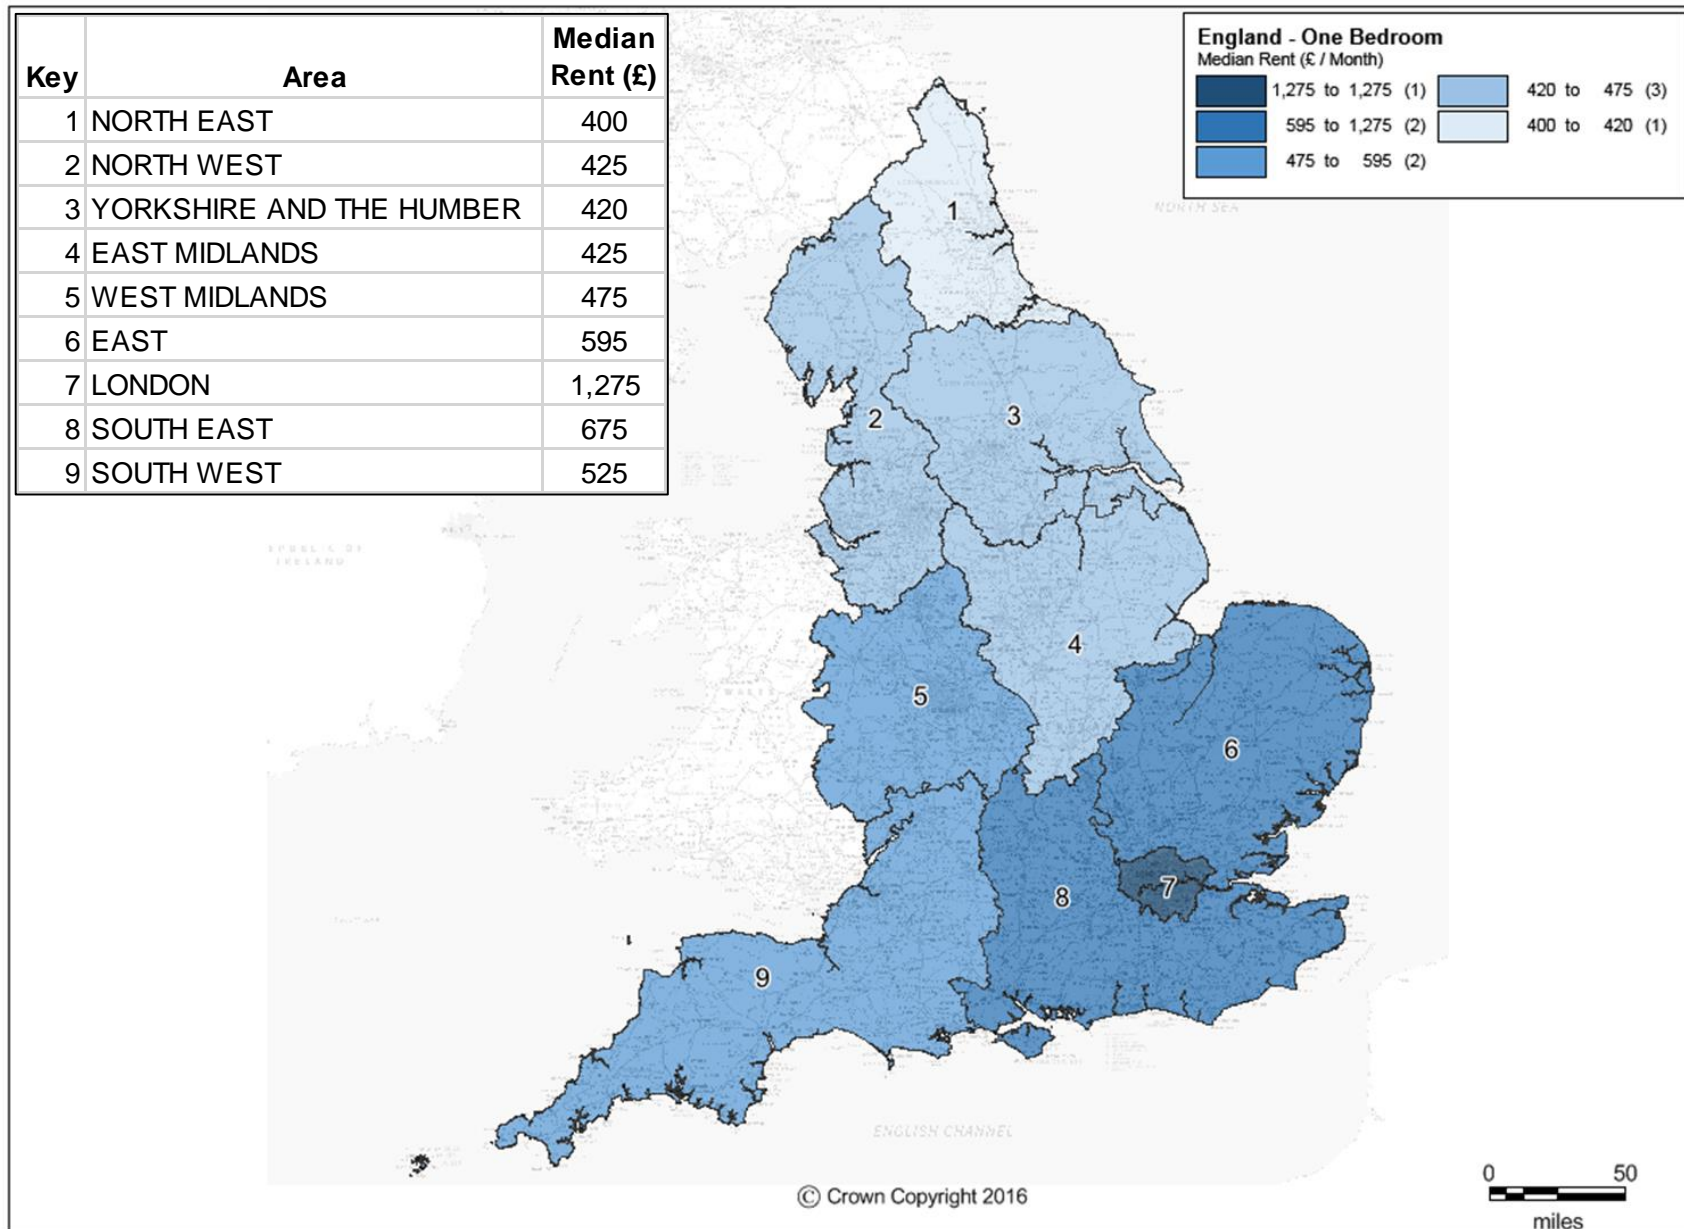 Key Area Median Rent (£)
1 NORTH EAST 400
2 NORTH WEST 425
3 YORKSHIRE AND THE HUMBER 420
4 EAST MIDLANDS 425
5 WEST MIDLANDS 475
6 EAST 595
7 LONDON 1,275
8 SOUTH EAST 675
9 SOUTH WEST 525
England - One Bedroom
Median Rent (£ / Month)
1,275 to 1,275 (1) 420 to 475 (3)
595 to 1,275 (2) 400 to 420 (1)
475 to 595 (2)
NORTH SEA
1
2
3
IRELAND
4
WALES
5
6
7
8
9
ENGLISH CHANNEL
© Crown Copyright 2016
0 50
miles